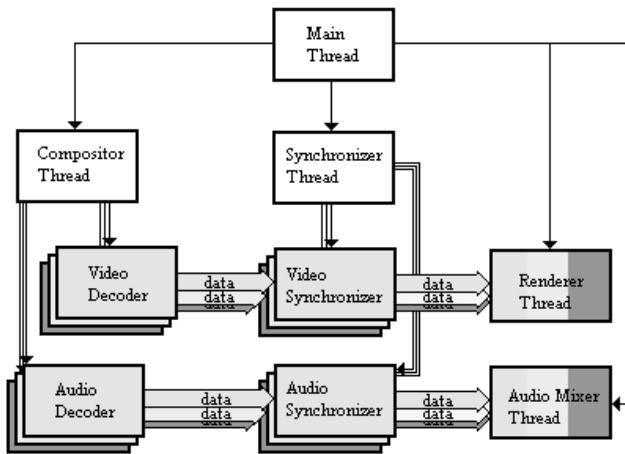 Main
Thread
Compositor
Thread
Synchronizer
Thread
Video
Decoder
data
data
Video
Synchronizer
data
data
Renderer
Thread
Audio
Decoder
data
data
Audio
Synchronizer
data
data
Audio Mixer
Thread